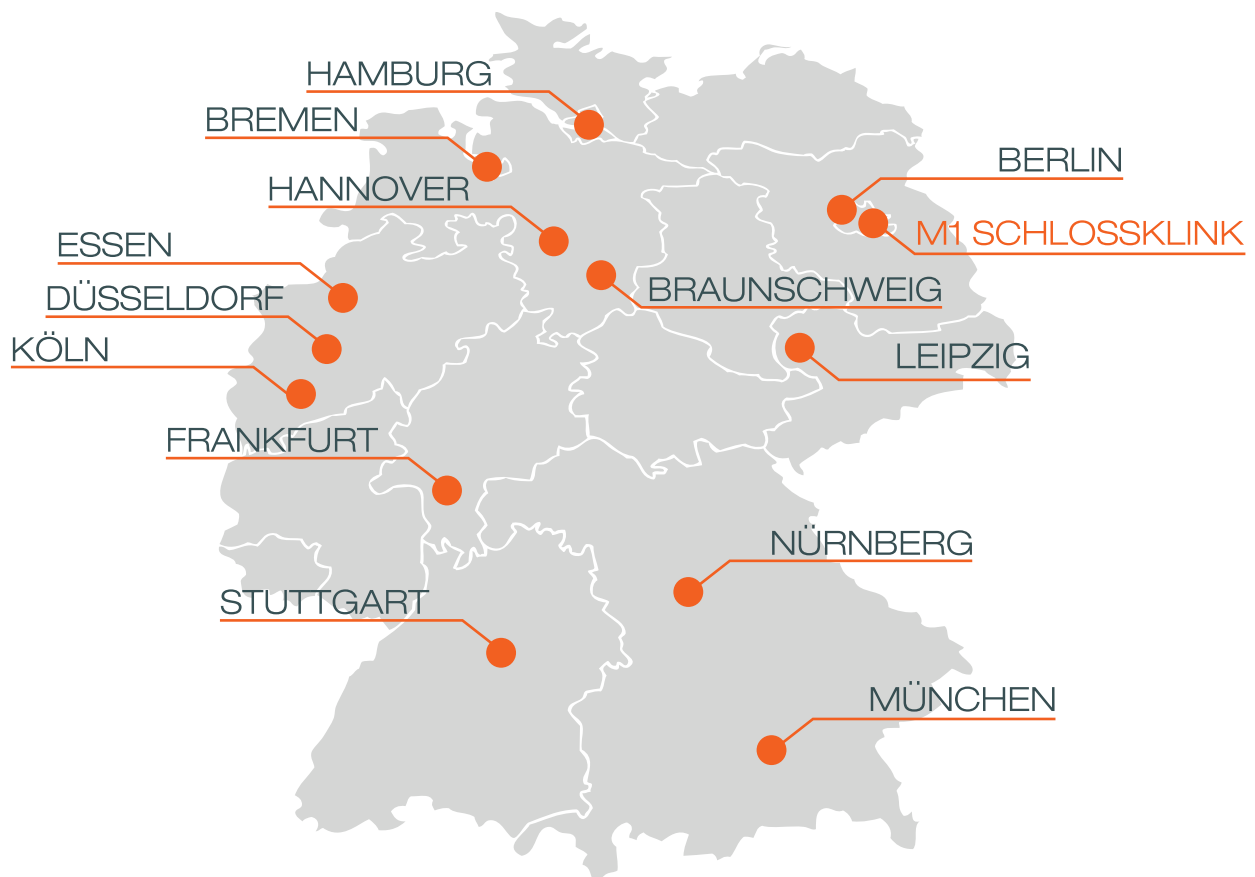 HAMBURG
BREMEN
BERLIN
HANNOVER
M1 SCHLOSSKLINK
ESSEN
DÜSSELDORF
BRAUNSCHWEIG
KÖLN
LEIPZIG
FRANKFURT
NÜRNBERG
STUTTGART
MÜNCHEN